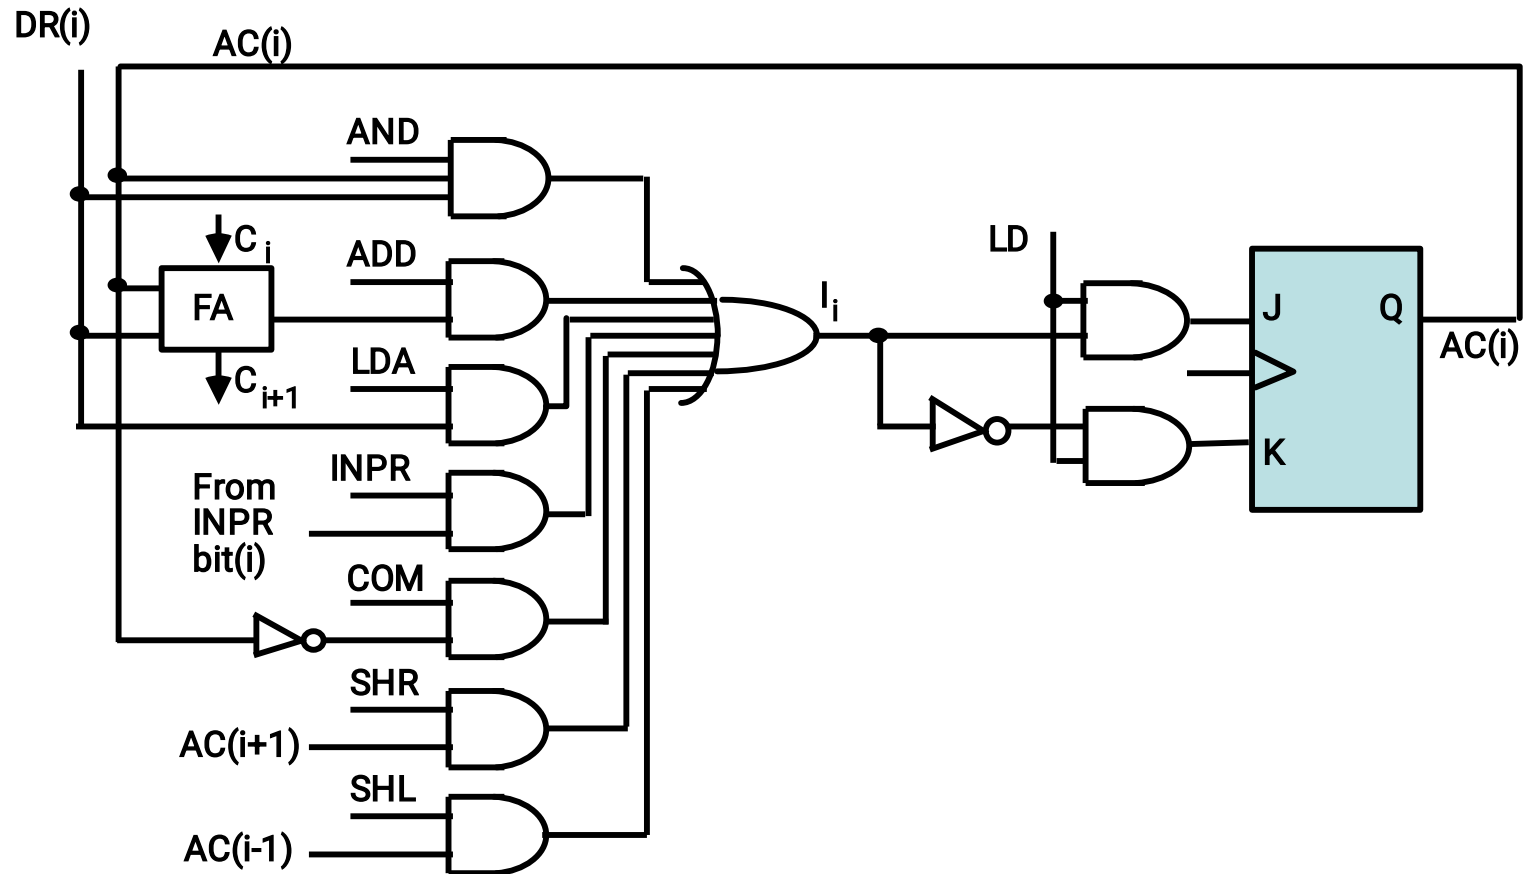 DR(i)
AC(i)
AND
C i
ADD
FA
LD
I i
J
Q
AC(i)
C i+1
LDA
K
INPR
From
INPR
bit(i)
COM
SHR
AC(i+1)
SHL
AC(i-1)